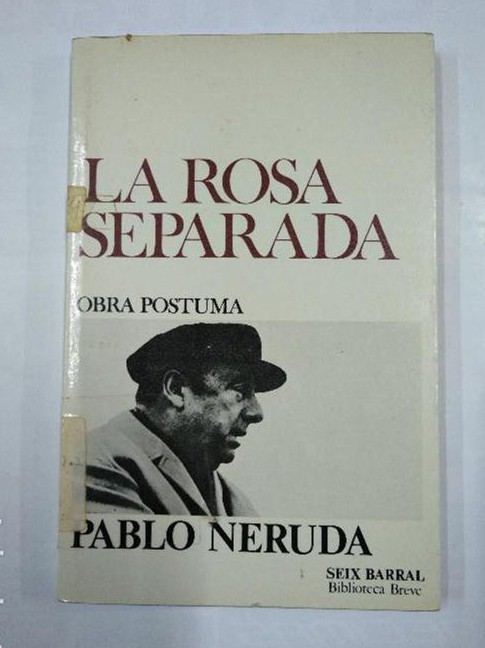 LA ROSA
SEPARADA
OBRA POSTUMA
PABLO NERUDA
SEIX BARRAL
Biblioteca Breve